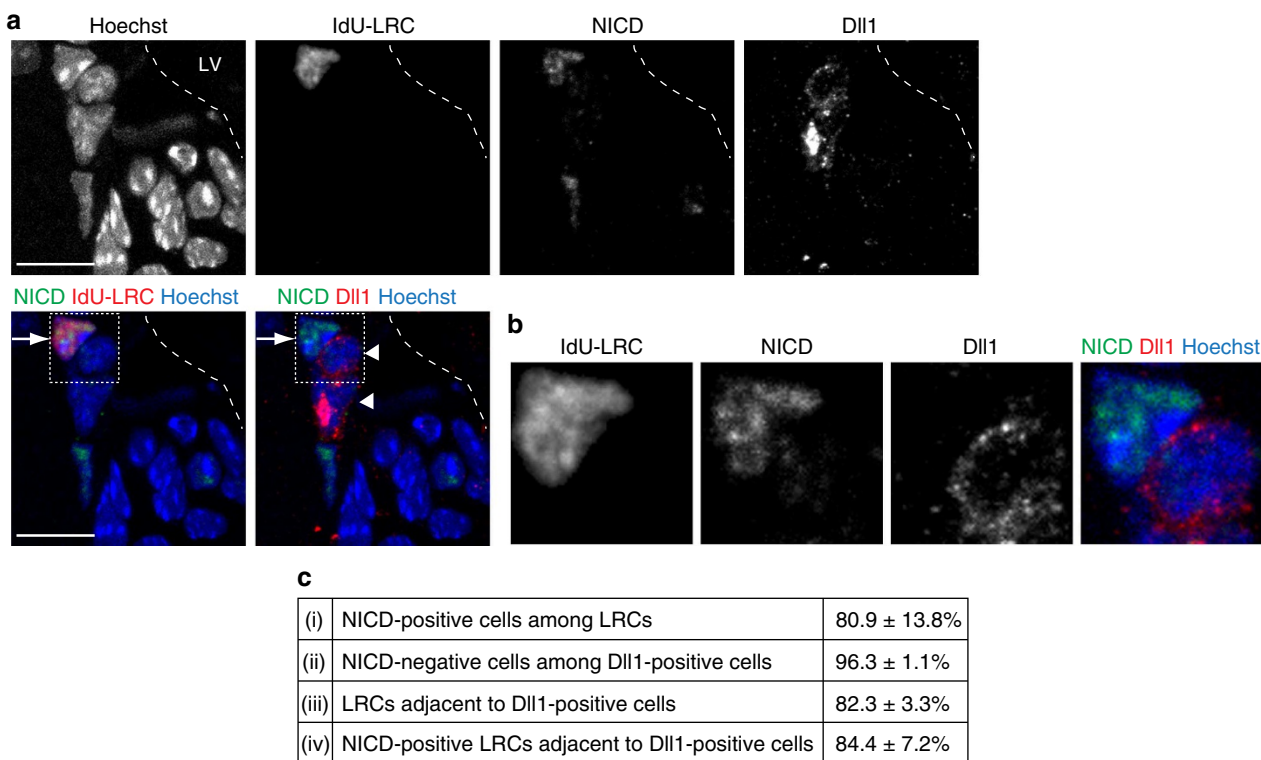 a
Hoechst
IdU-LRC
NICD
Dll1
LV
NICD IdU-LRC Hoechst
NICD Dll1 Hoechst
b
IdU-LRC
NICD
Dll1
NICD Dll1 Hoechst
c
(i) NICD-positive cells among LRCs 80.9 ± 13.8%
(ii) NICD-negative cells among Dll1-positive cells 96.3 ± 1.1%
(iii) LRCs adjacent to Dll1-positive cells 82.3 ± 3.3%
(iv) NICD-positive LRCs adjacent to Dll1-positive cells 84.4 ± 7.2%